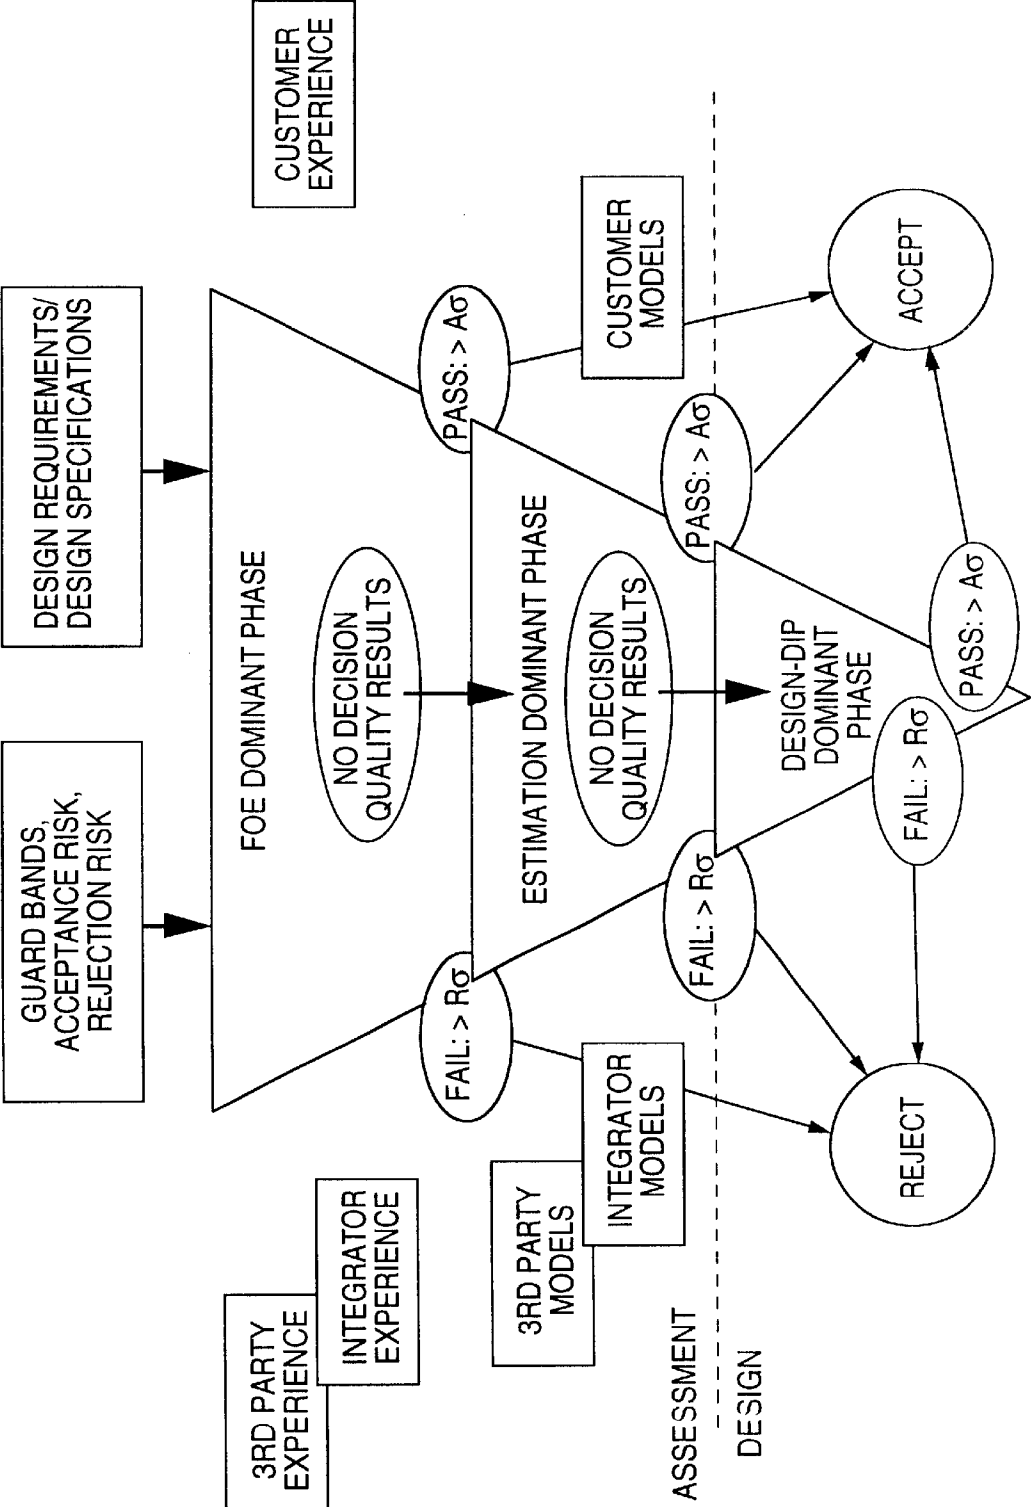 GUARD BANDS,
ACCEPTANCE RISK,
REJECTION RISK
DESIGN REQUIREMENTS/
DESIGN SPECIFICATIONS
3RD PARTY
EXPERIENCE
INTEGRATOR
EXPERIENCE
FOE DOMINANT PHASE
CUSTOMER
EXPERIENCE
NO DECISION
QUALITY RESULTS
FAIL: > Rσ
PASS: > Aσ
3RD PARTY
MODELS
INTEGRATOR
MODELS
ESTIMATION DOMINANT PHASE
NO DECISION
QUALITY RESULTS
CUSTOMER
MODELS
ASSESSMENT
DESIGN
FAIL: > Rσ
PASS: > Aσ
DESIGN-DIP
DOMINANT
PHASE
FAIL: > Rσ
PASS: > Aσ
REJECT
ACCEPT